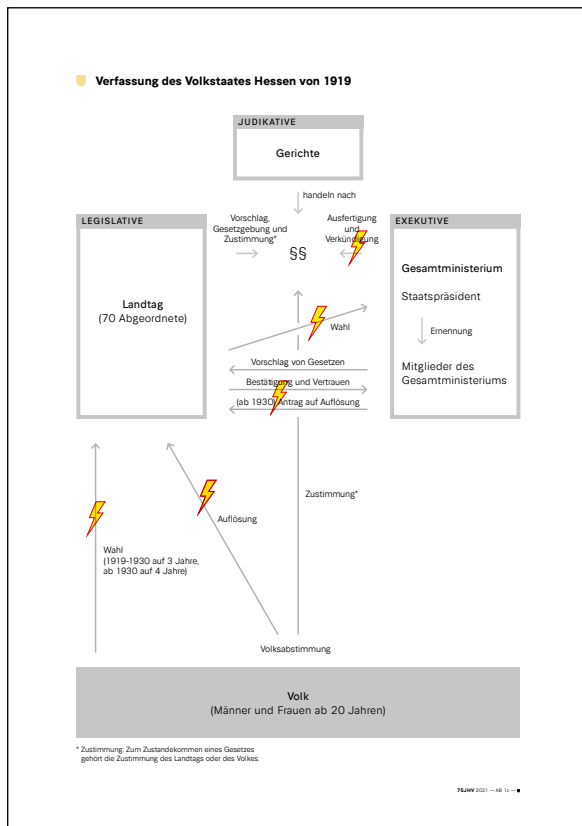 Verfassung des Volkstaates Hessen von 1919
JUDIKATIVE
Gerichte
handeln nach
LEGISLATIVE
Landtag
(70 Abgeordnete)
Vorschlag,
Gesetzgebung und
Zustimmung*
§§
Ausfertigung
und
Verkündigung
EXEKUTIVE
Gesamtministerium
Staatspräsident
Ernennung
Mitglieder des
Gesamtministeriums
Wahl
Vorschlag von Gesetzen
Bestätigung und Vertrauen
(ab 1930) Antrag auf Auflösung
Zustimmung*
Auflösung
Wahl
(1919-1930 auf 3 Jahre,
ab 1930 auf 4 Jahre)
Volksabstimmung
Volk
(Männer und Frauen ab 20 Jahren)
* Zustimmung: Zum Zustandekommen eines Gesetzes
gehört die Zustimmung des Landtags oder des Volkes.
75JHV 2021 — AB 1c —